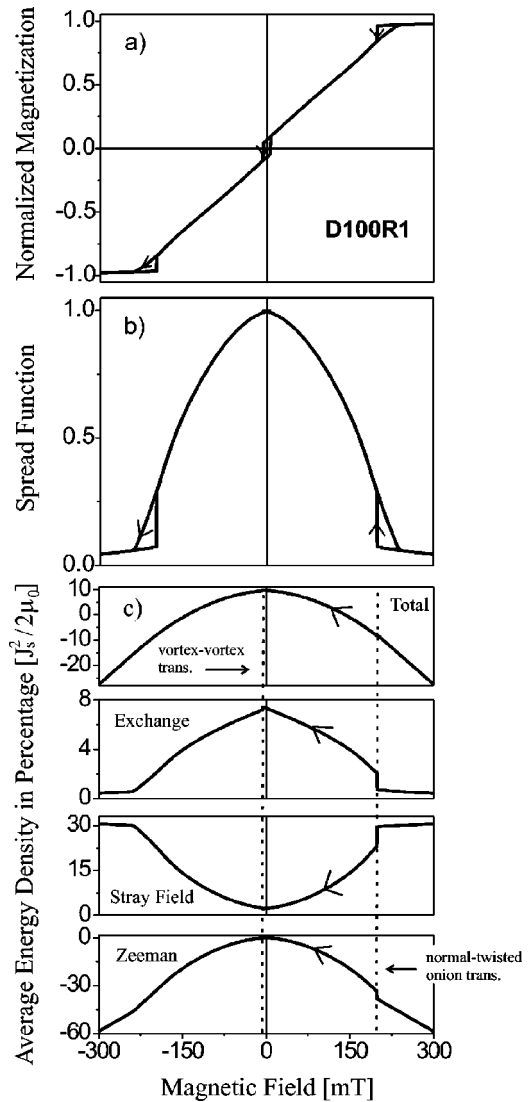 Normalized Magnetization
1.0
0.5
0.0
-0.5
-1.0
a)
D100R1
Spread Function
1.0
0.5
0.0
b)
Average Energy Density in Percentage [J_s^2/2μ_0]
10
0
-10
-20
c)
Total
vortex-vortex
trans.
8
4
0
Exchange
30
15
0
Stray Field
0
-30
-60
Zeeman
normal-twisted
onion trans.
-300
-150
0
150
300
Magnetic Field [mT]